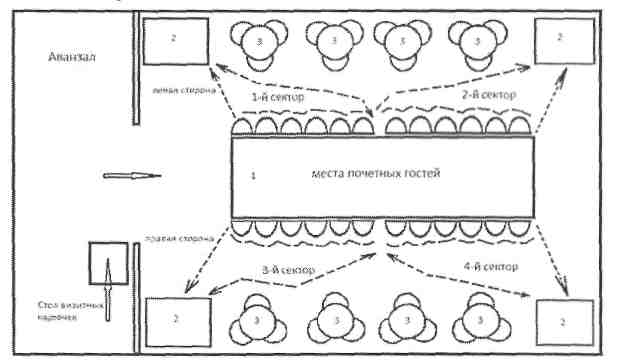 2
3
3
3
3
2
Аванзал
левая сторона
1-й сектор
2-й сектор
1
места почетных гостей
правая сторона
3-й сектор
4-й сектор
Стол визитных
карточек
2
3
3
3
3
2